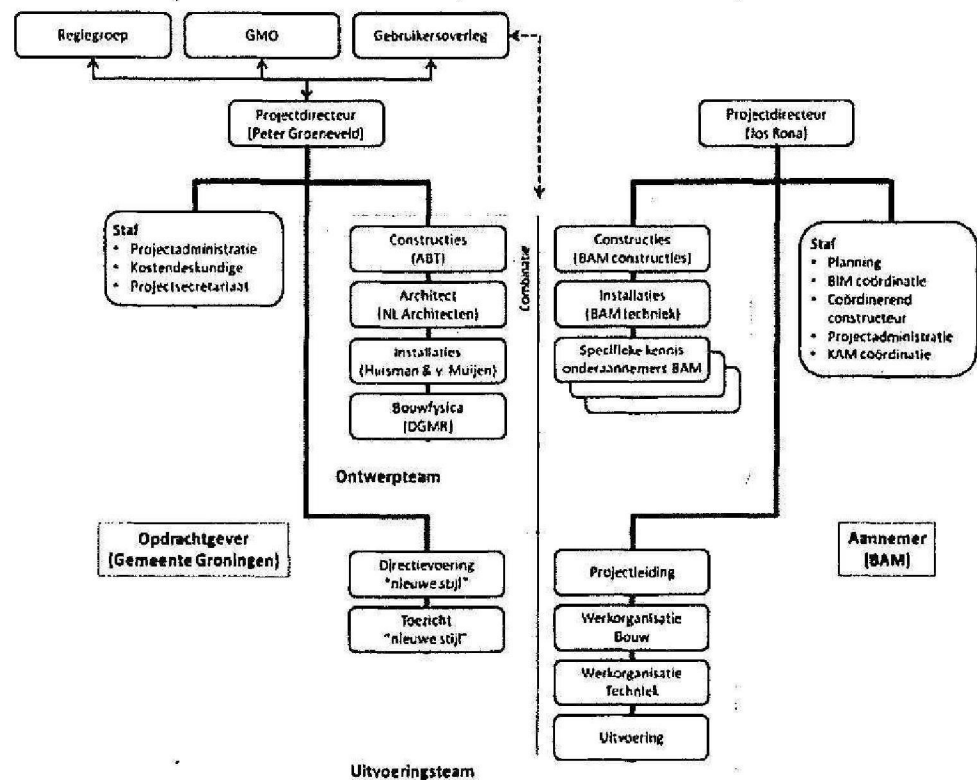 Regiegroep
GMO
Gebruikersoverleg
Projectdirecteur
(Peter Groeneveld)
Projectdirecteur
(Jos Rona)
Staf
• Projectadministratie
• Kostendeskundige
• Projectsecretariaat
Constructies
(ABT)
Architect
(NL Architecten)
Installaties
(Huisman & v. Muijen)
Bouwfysica
(DGMR)
Combinatie
Constructies
(BAM constructies)
Installaties
(BAM techniek)
Specifieke kennis
onderaannemers BAM
Staf
• Planning
• BIM coördinatie
• Coördinerend
constructeur
• Projectadministratie
• KAM coördinatie
Ontwerpteam
Opdrachtgever
(Gemeente Groningen)
Directievoering
"nieuwe stijl"
Toezicht
"nieuwe stijl"
Projectleiding
Werkorganisatie
Bouw
Werkorganisatie
Techniek
Uitvoering
Aannemer
(BAM)
Uitvoeringsteam